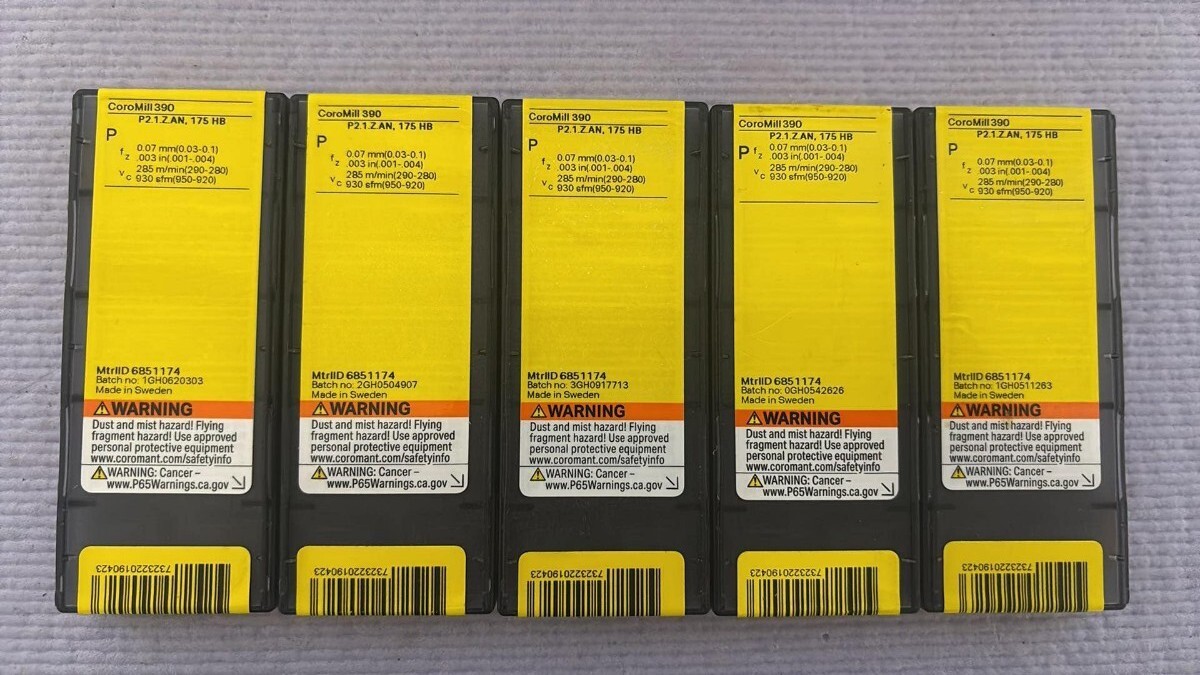 CoroMill 390
P2.1.Z.AN, 175 HB
P
fz 0.07 mm(0.03-0.1)
.003 in(.001-.004)
vc 285 m/min(290-280)
930 sfm(950-920)
MtrlID 6851174
Batch no: 1GH0620303
Made in Sweden
WARNING
Dust and mist hazard! Flying
fragment hazard! Use approved
personal protective equipment
www.coromant.com/safetyinfo
WARNING: Cancer –
www.P65Warnings.ca.gov
7323220190423
CoroMill 390
P2.1.Z.AN, 175 HB
P
fz 0.07 mm(0.03-0.1)
.003 in(.001-.004)
vc 285 m/min(290-280)
930 sfm(950-920)
MtrlID 6851174
Batch no: 2GH0504907
Made in Sweden
WARNING
Dust and mist hazard! Flying
fragment hazard! Use approved
personal protective equipment
www.coromant.com/safetyinfo
WARNING: Cancer –
www.P65Warnings.ca.gov
7323220190423
CoroMill 390
P2.1.Z.AN, 175 HB
P
fz 0.07 mm(0.03-0.1)
.003 in(.001-.004)
vc 285 m/min(290-280)
930 sfm(950-920)
MtrlID 6851174
Batch no: 3GH0917713
Made in Sweden
WARNING
Dust and mist hazard! Flying
fragment hazard! Use approved
personal protective equipment
www.coromant.com/safetyinfo
WARNING: Cancer –
www.P65Warnings.ca.gov
7323220190423
CoroMill 390
P2.1.Z.AN, 175 HB
P
fz 0.07 mm(0.03-0.1)
.003 in(.001-.004)
vc 285 m/min(290-280)
930 sfm(950-920)
MtrlID 6851174
Batch no: 0GH0542626
Made in Sweden
WARNING
Dust and mist hazard! Flying
fragment hazard! Use approved
personal protective equipment
www.coromant.com/safetyinfo
WARNING: Cancer –
www.P65Warnings.ca.gov
7323220190423
CoroMill 390
P2.1.Z.AN, 175 HB
P
fz 0.07 mm(0.03-0.1)
.003 in(.001-.004)
vc 285 m/min(290-280)
930 sfm(950-920)
MtrlID 6851174
Batch no: 1GH0511263
Made in Sweden
WARNING
Dust and mist hazard! Flying
fragment hazard! Use approved
personal protective equipment
www.coromant.com/safetyinfo
WARNING: Cancer –
www.P65Warnings.ca.gov
7323220190423